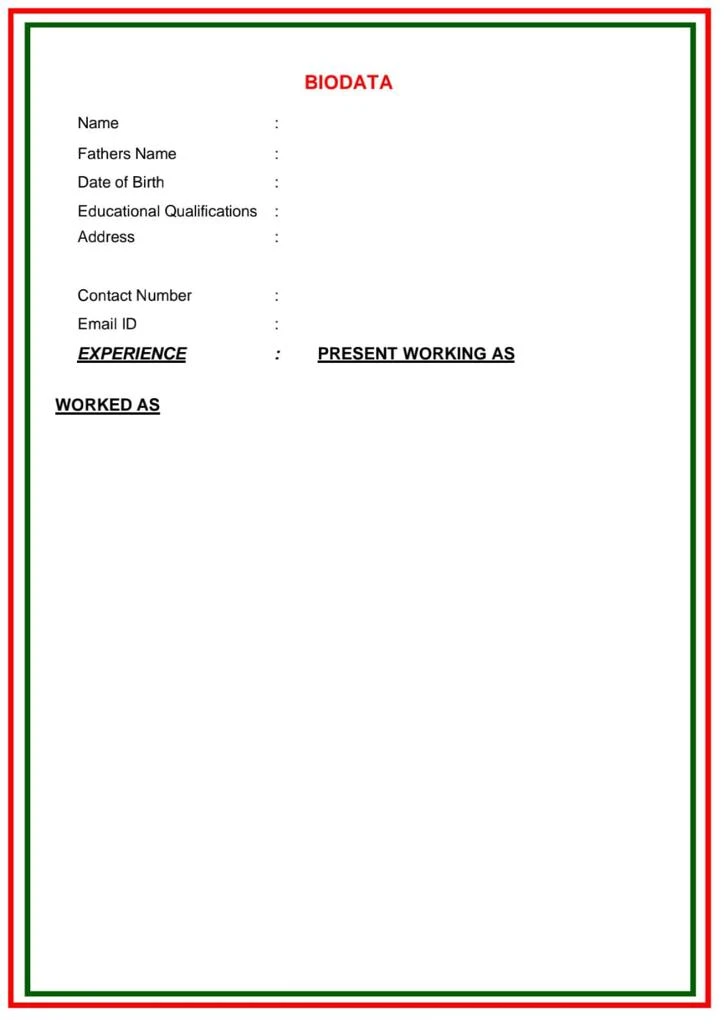 BIODATA
Name :
Fathers Name :
Date of Birth :
Educational Qualifications :
Address :
Contact Number :
Email ID :
EXPERIENCE : PRESENT WORKING AS
WORKED AS